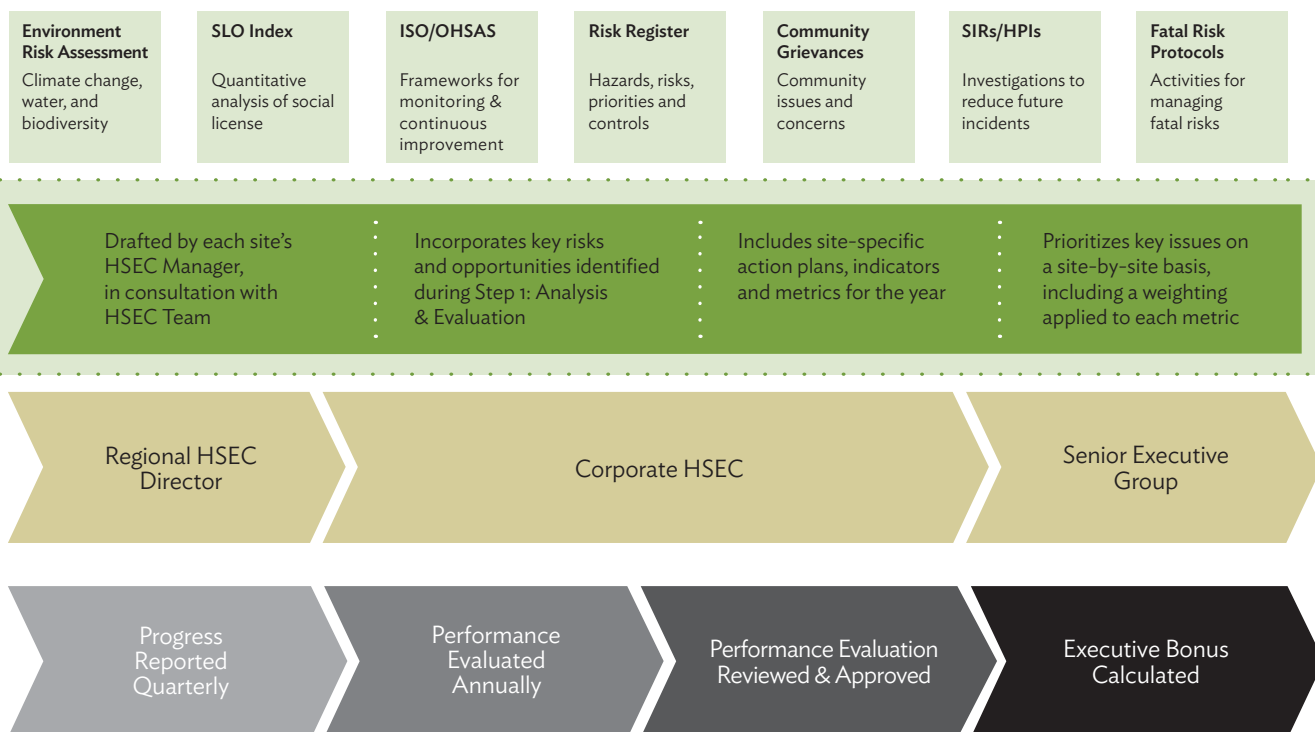 Environment
Risk Assessment
Climate change,
water, and
biodiversity
SLO Index
Quantitative
analysis of social
license
ISO/OHSAS
Frameworks for
monitoring &
continuous
improvement
Risk Register
Hazards, risks,
priorities and
controls
Community
Grievances
Community
issues and
concerns
SIRs/HPIs
Investigations to
reduce future
incidents
Fatal Risk
Protocols
Activities for
managing
fatal risks
Drafted by each site's
HSEC Manager,
in consultation with
HSEC Team
Incorporates key risks
and opportunities identified
during Step 1: Analysis
& Evaluation
Includes site-specific
action plans, indicators
and metrics for the year
Prioritizes key issues on
a site-by-site basis,
including a weighting
applied to each metric
Regional HSEC
Director
Corporate HSEC
Senior Executive
Group
Progress
Reported
Quarterly
Performance
Evaluated
Annually
Performance Evaluation
Reviewed & Approved
Executive Bonus
Calculated